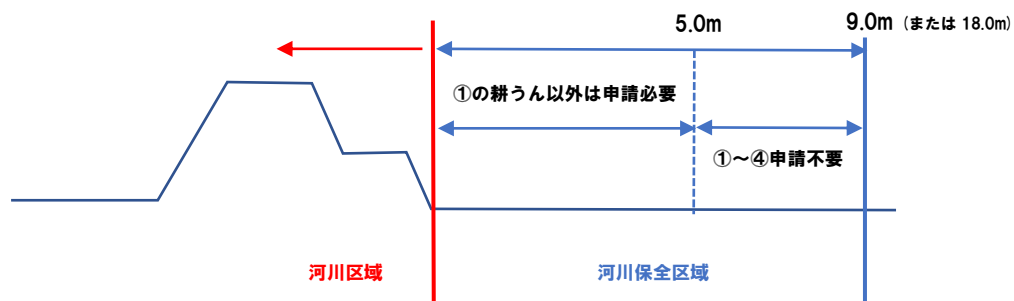 5.0m
9.0m (または 18.0m)
①の耕うん以外は申請必要
①~④申請不要
河川区域
河川保全区域